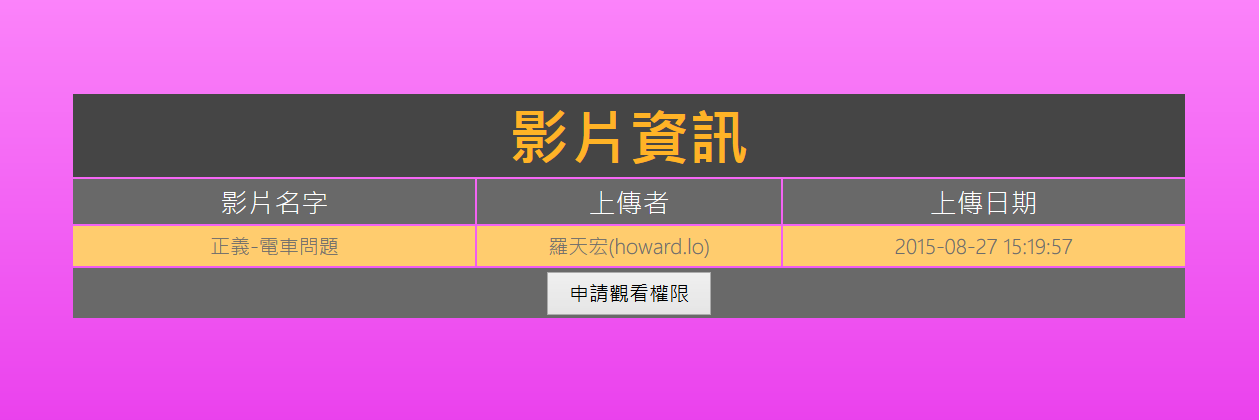 影片資訊
影片名字 上傳者 上傳日期
正義-電車問題 羅天宏(howard.lo) 2015-08-27 15:19:57
申請觀看權限